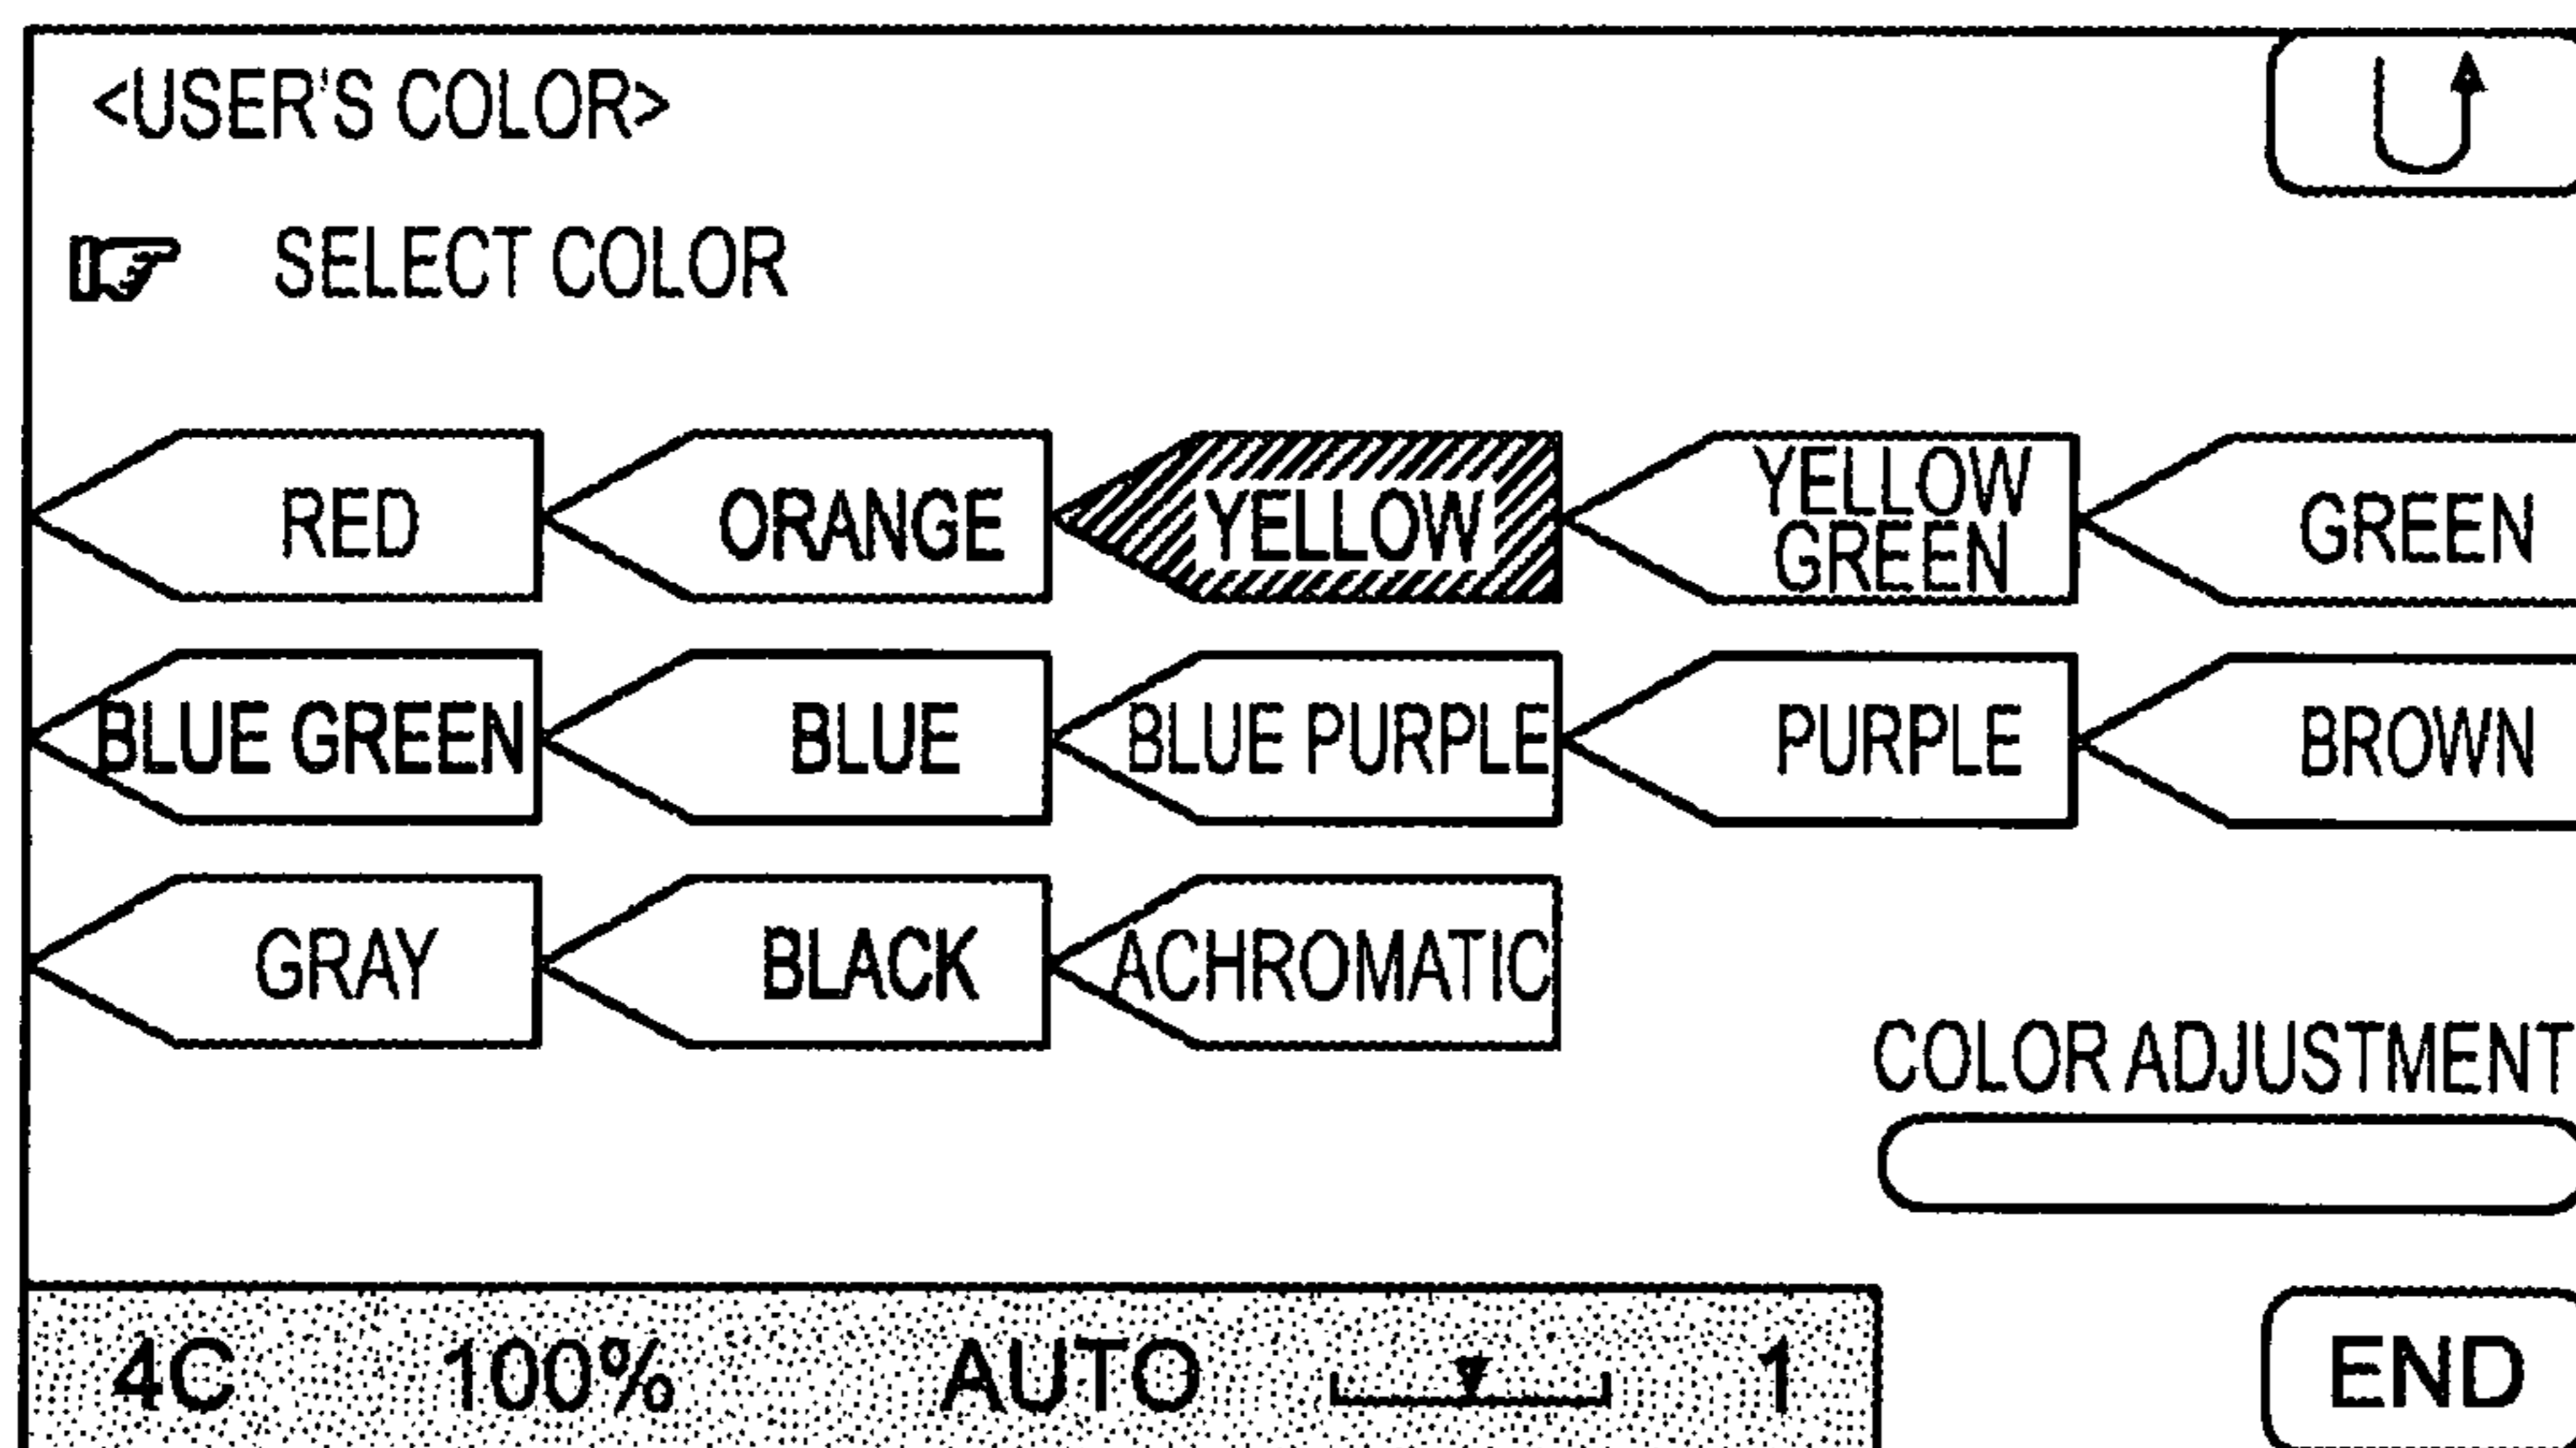 <USER'S COLOR>
SELECT COLOR
RED ORANGE YELLOW YELLOW GREEN GREEN
BLUE GREEN BLUE BLUE PURPLE PURPLE BROWN
GRAY BLACK ACHROMATIC
COLOR ADJUSTMENT
4C 100% AUTO 1 END